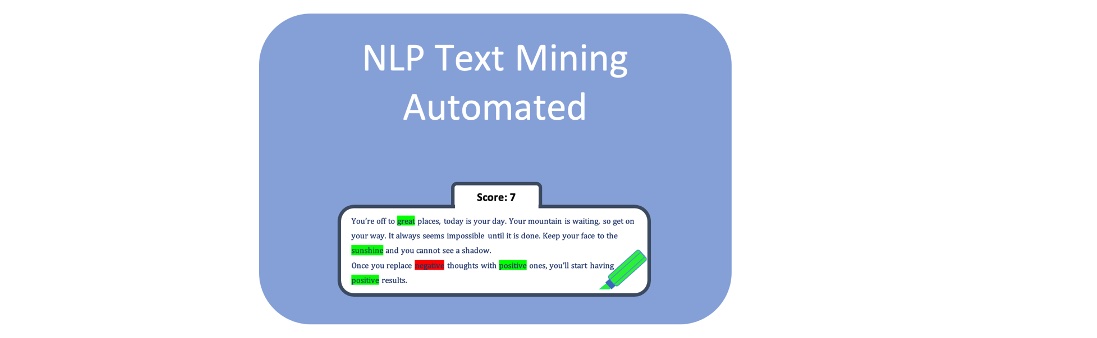 NLP Text Mining
Automated
Score: 7
You're off to great places, today is your day. Your mountain is waiting, so get on
your way. It always seems impossible until it is done. Keep your face to the
sunshine and you cannot see a shadow.
Once you replace negative thoughts with positive ones, you'll start having
positive results.